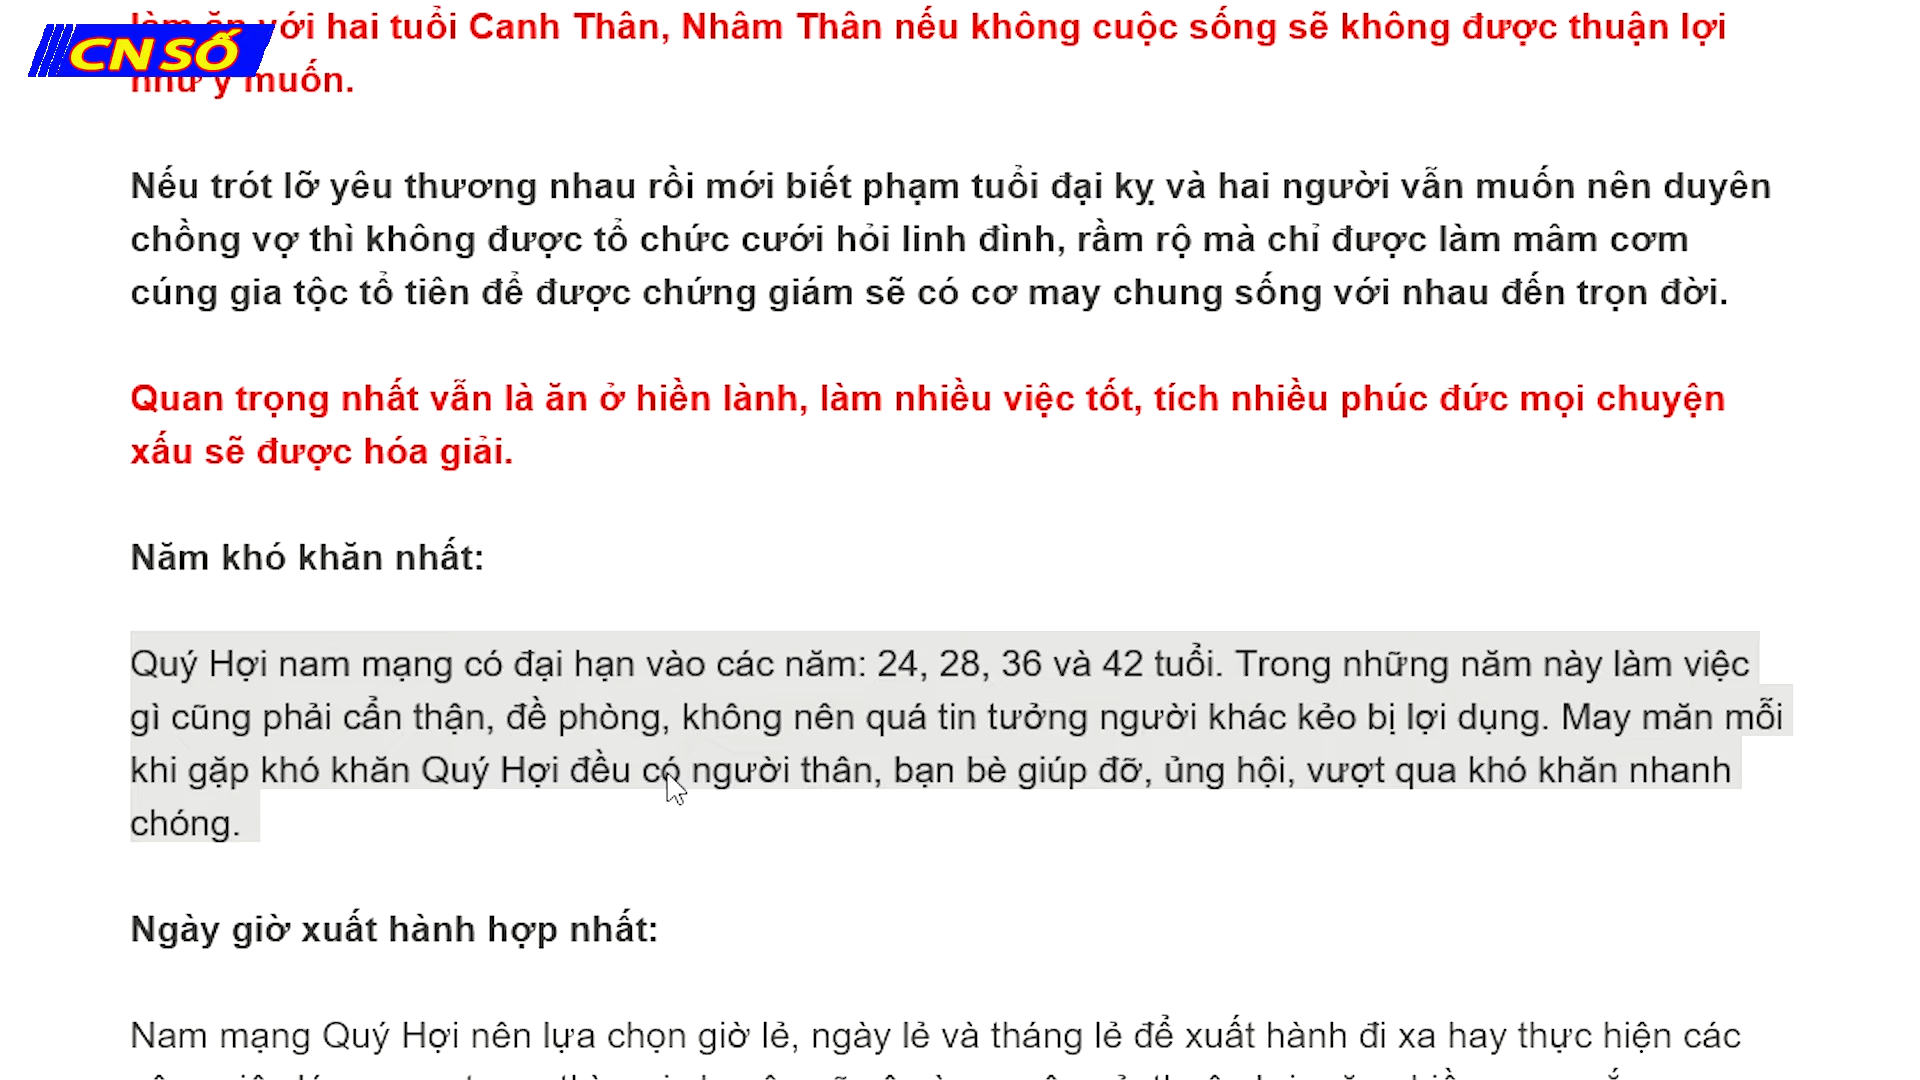 CN SỐ
làm ăn với hai tuổi Canh Thân, Nhâm Thân nếu không cuộc sống sẽ không được thuận lợi
như ý muốn.
Nếu trót lỡ yêu thương nhau rồi mới biết phạm tuổi đại kỵ và hai người vẫn muốn nên duyên
chồng vợ thì không được tổ chức cưới hỏi linh đình, rầm rộ mà chỉ được làm mâm cơm
cúng gia tộc tổ tiên để được chứng giám sẽ có cơ may chung sống với nhau đến trọn đời.
Quan trọng nhất vẫn là ăn ở hiền lành, làm nhiều việc tốt, tích nhiều phúc đức mọi chuyện
xấu sẽ được hóa giải.
Năm khó khăn nhất:
Quý Hợi nam mạng có đại hạn vào các năm: 24, 28, 36 và 42 tuổi. Trong những năm này làm việc
gì cũng phải cẩn thận, đề phòng, không nên quá tin tưởng người khác kẻo bị lợi dụng. May măn mỗi
khi gặp khó khăn Quý Hợi đều có người thân, bạn bè giúp đỡ, ủng hội, vượt qua khó khăn nhanh
chóng.
Ngày giờ xuất hành hợp nhất:
Nam mạng Quý Hợi nên lựa chọn giờ lẻ, ngày lẻ và tháng lẻ để xuất hành đi xa hay thực hiện các